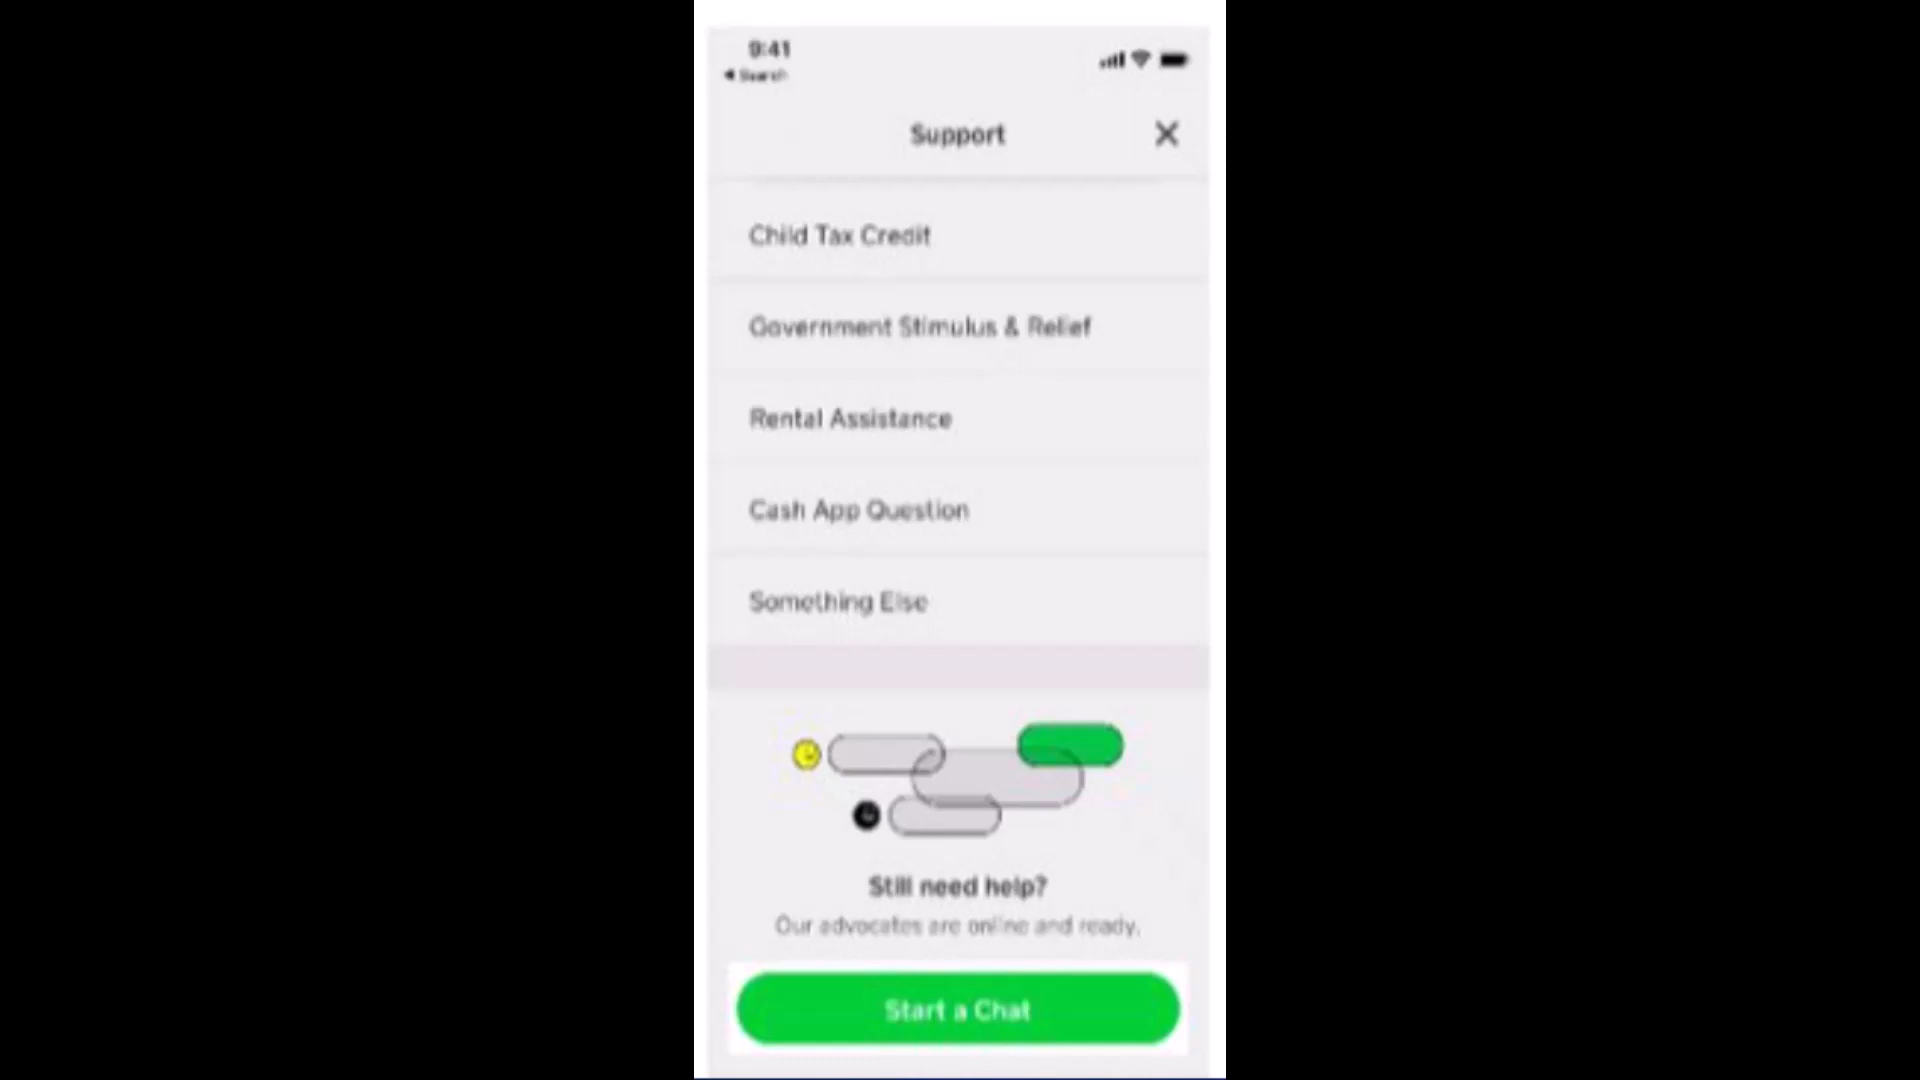 9:41
Search
Support
Child Tax Credit
Government Stimulus & Relief
Rental Assistance
Cash App Question
Something Else
Still need help?
Our advocates are online and ready.
Start a Chat